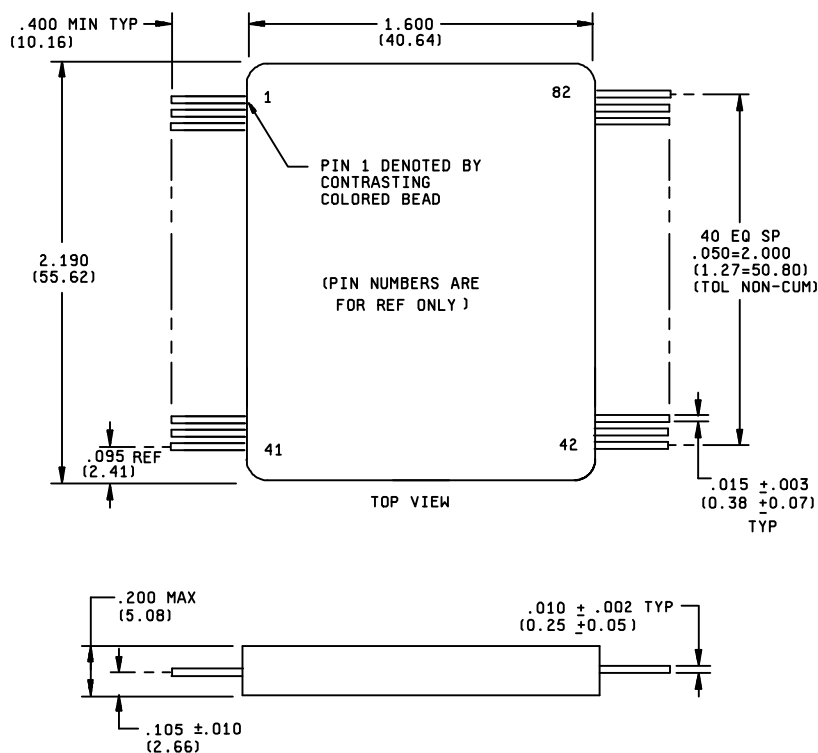 .400 MIN TYP
(10.16)
1.600
(40.64)
1
82
PIN 1 DENOTED BY
CONTRASTING
COLORED BEAD
2.190
(55.62)
(PIN NUMBERS ARE
FOR REF ONLY )
40 EQ SP
.050=2.000
(1.27=50.80)
(TOL NON-CUM)
.095 REF
(2.41)
41
42
TOP VIEW
.015 ±.003
(0.38 ±0.07)
TYP
.200 MAX
(5.08)
.010 ± .002 TYP
(0.25 ±0.05)
.105 ±.010
(2.66)